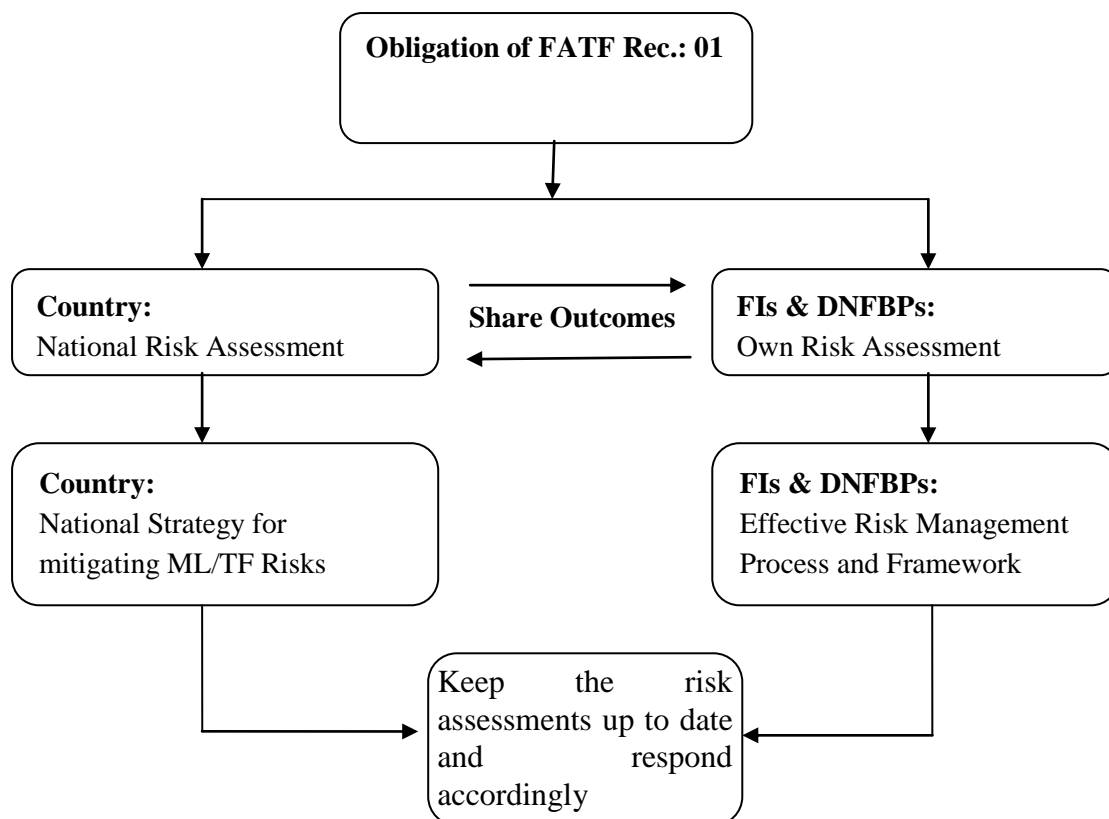 Obligation of FATF Rec.: 01
Country:
National Risk Assessment
Share Outcomes
FIs & DNFBPs:
Own Risk Assessment
Country:
National Strategy for
mitigating ML/TF Risks
FIs & DNFBPs:
Effective Risk Management
Process and Framework
Keep the risk
assessments up to date
and respond
accordingly